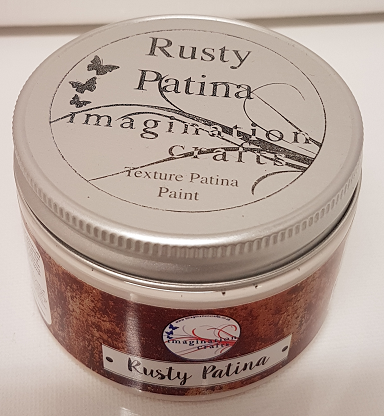 Rusty
Patina
imagination
crafts
Texture Patina
Paint
imagination
crafts
Rusty Patina